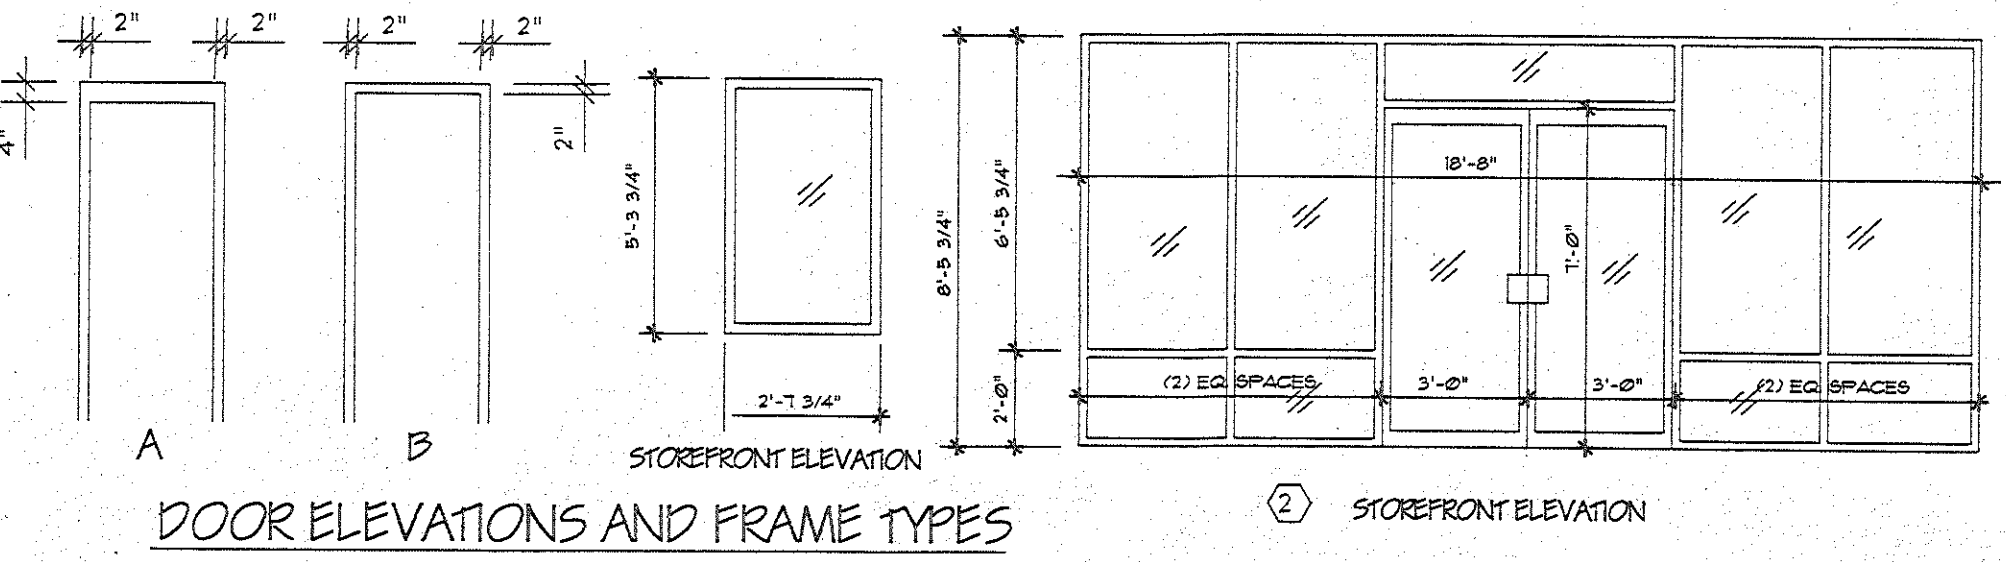 2" 2" 2" 2"
4"
2"
5'-3 3/4"
2'-7 3/4"
8'-5 3/4"
6'-5 3/4"
2'-0"
18'-8"
7'-0"
(2) EQ SPACES 3'-0" 3'-0" (2) EQ SPACES
A B
STOREFRONT ELEVATION
DOOR ELEVATIONS AND FRAME TYPES
2 STOREFRONT ELEVATION